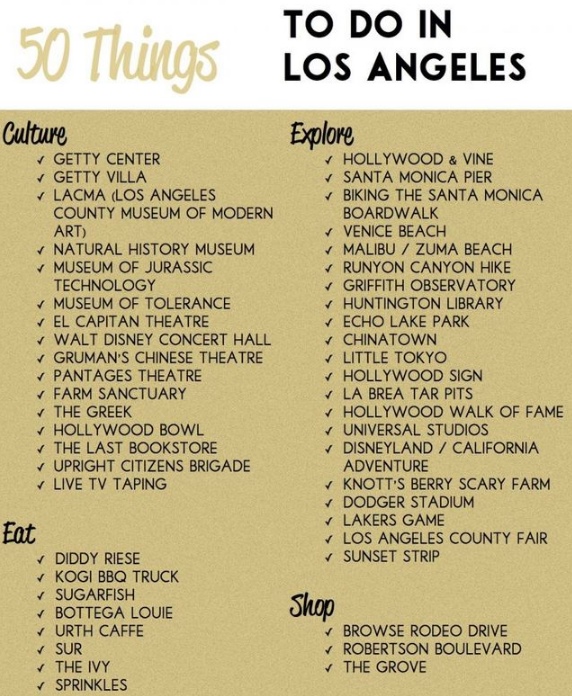 50 Things
TO DO IN
LOS ANGELES
Culture
✓ GETTY CENTER
✓ GETTY VILLA
✓ LACMA (LOS ANGELES
COUNTY MUSEUM OF MODERN
ART)
✓ NATURAL HISTORY MUSEUM
✓ MUSEUM OF JURASSIC
TECHNOLOGY
✓ MUSEUM OF TOLERANCE
✓ EL CAPITAN THEATRE
✓ WALT DISNEY CONCERT HALL
✓ GRUMAN'S CHINESE THEATRE
✓ PANTAGES THEATRE
✓ FARM SANCTUARY
✓ THE GREEK
✓ HOLLYWOOD BOWL
✓ THE LAST BOOKSTORE
✓ UPRIGHT CITIZENS BRIGADE
✓ LIVE TV TAPING
Eat
✓ DIDDY RIESE
✓ KOGI BBQ TRUCK
✓ SUGARFISH
✓ BOTTEGA LOUIE
✓ URTH CAFFE
✓ SUR
✓ THE IVY
✓ SPRINKLES
Explore
✓ HOLLYWOOD & VINE
✓ SANTA MONICA PIER
✓ BIKING THE SANTA MONICA
BOARDWALK
✓ VENICE BEACH
✓ MALIBU / ZUMA BEACH
✓ RUNYON CANYON HIKE
✓ GRIFFITH OBSERVATORY
✓ HUNTINGTON LIBRARY
✓ ECHO LAKE PARK
✓ CHINATOWN
✓ LITTLE TOKYO
✓ HOLLYWOOD SIGN
✓ LA BREA TAR PITS
✓ HOLLYWOOD WALK OF FAME
✓ UNIVERSAL STUDIOS
✓ DISNEYLAND / CALIFORNIA
ADVENTURE
✓ KNOTT'S BERRY SCARY FARM
✓ DODGER STADIUM
✓ LAKERS GAME
✓ LOS ANGELES COUNTY FAIR
✓ SUNSET STRIP
Shop
✓ BROWSE RODEO DRIVE
✓ ROBERTSON BOULEVARD
✓ THE GROVE